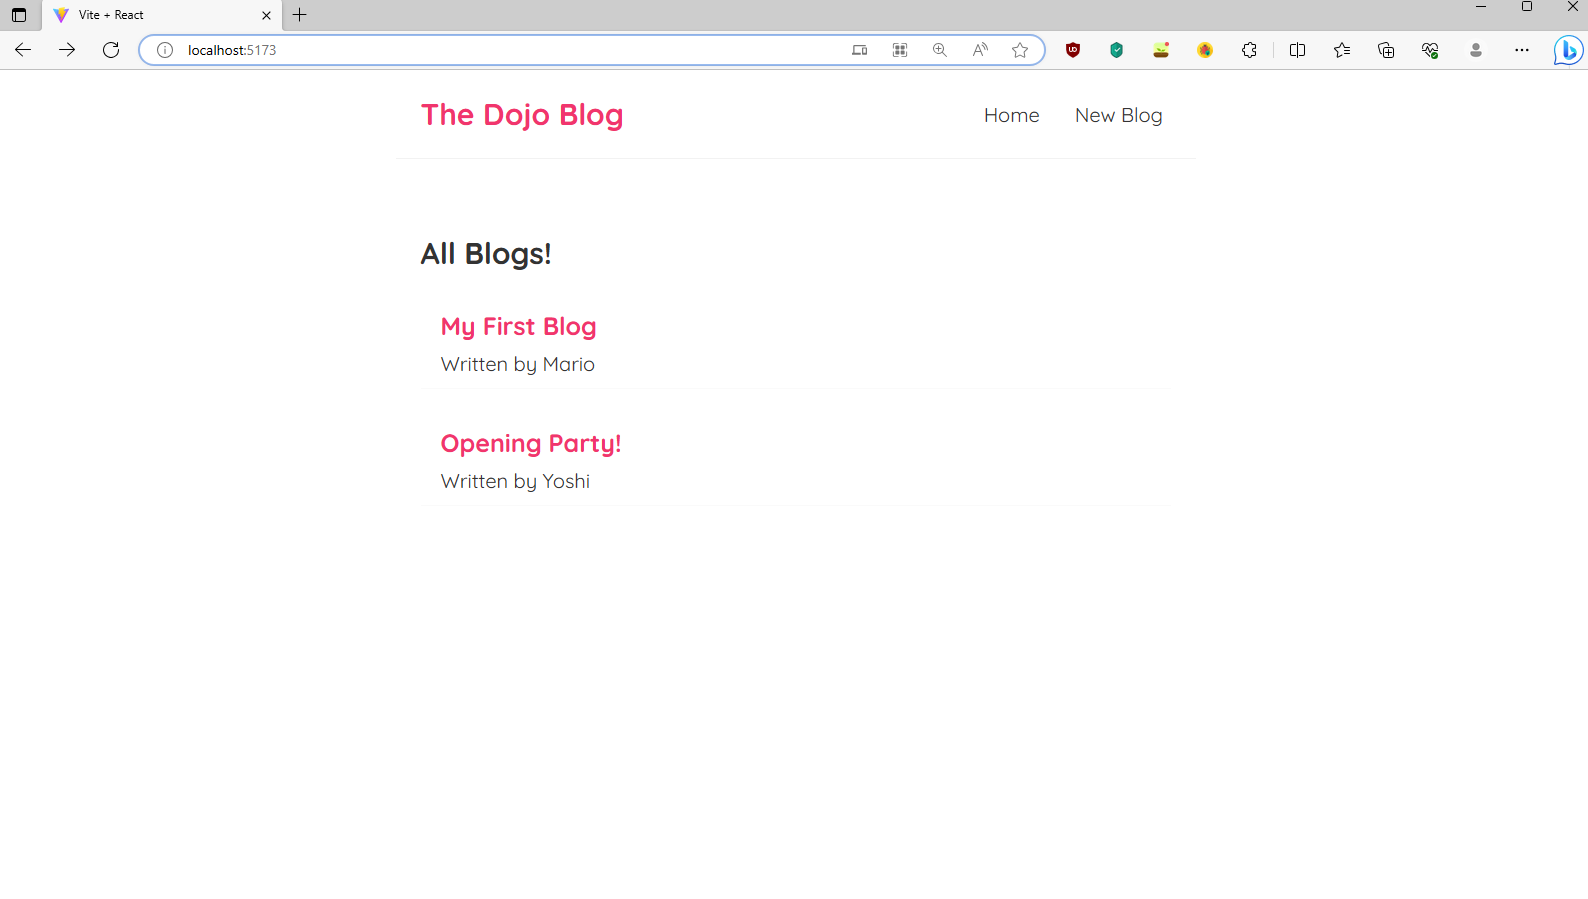 Vite + React
localhost:5173
The Dojo Blog
Home
New Blog
All Blogs!
My First Blog
Written by Mario
Opening Party!
Written by Yoshi